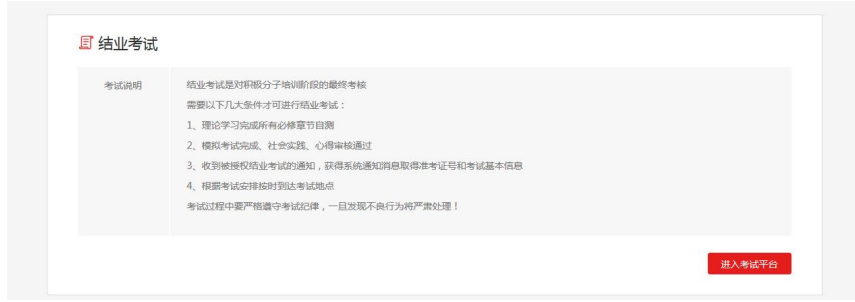 结业考试
考试说明
结业考试是对积极分子培训阶段的最终考核
需要以下几大条件才可进行结业考试：
1、理论学习完成所有必修章节自测
2、模拟考试完成、社会实践、心得审核通过
3、收到被授权结业考试的通知，获得系统通知消息取得准考证号和考试基本信息
4、根据考试安排按时到达考试地点
考试过程中要严格遵守考试纪律，一旦发现不良行为将严肃处理！
进入考试平台